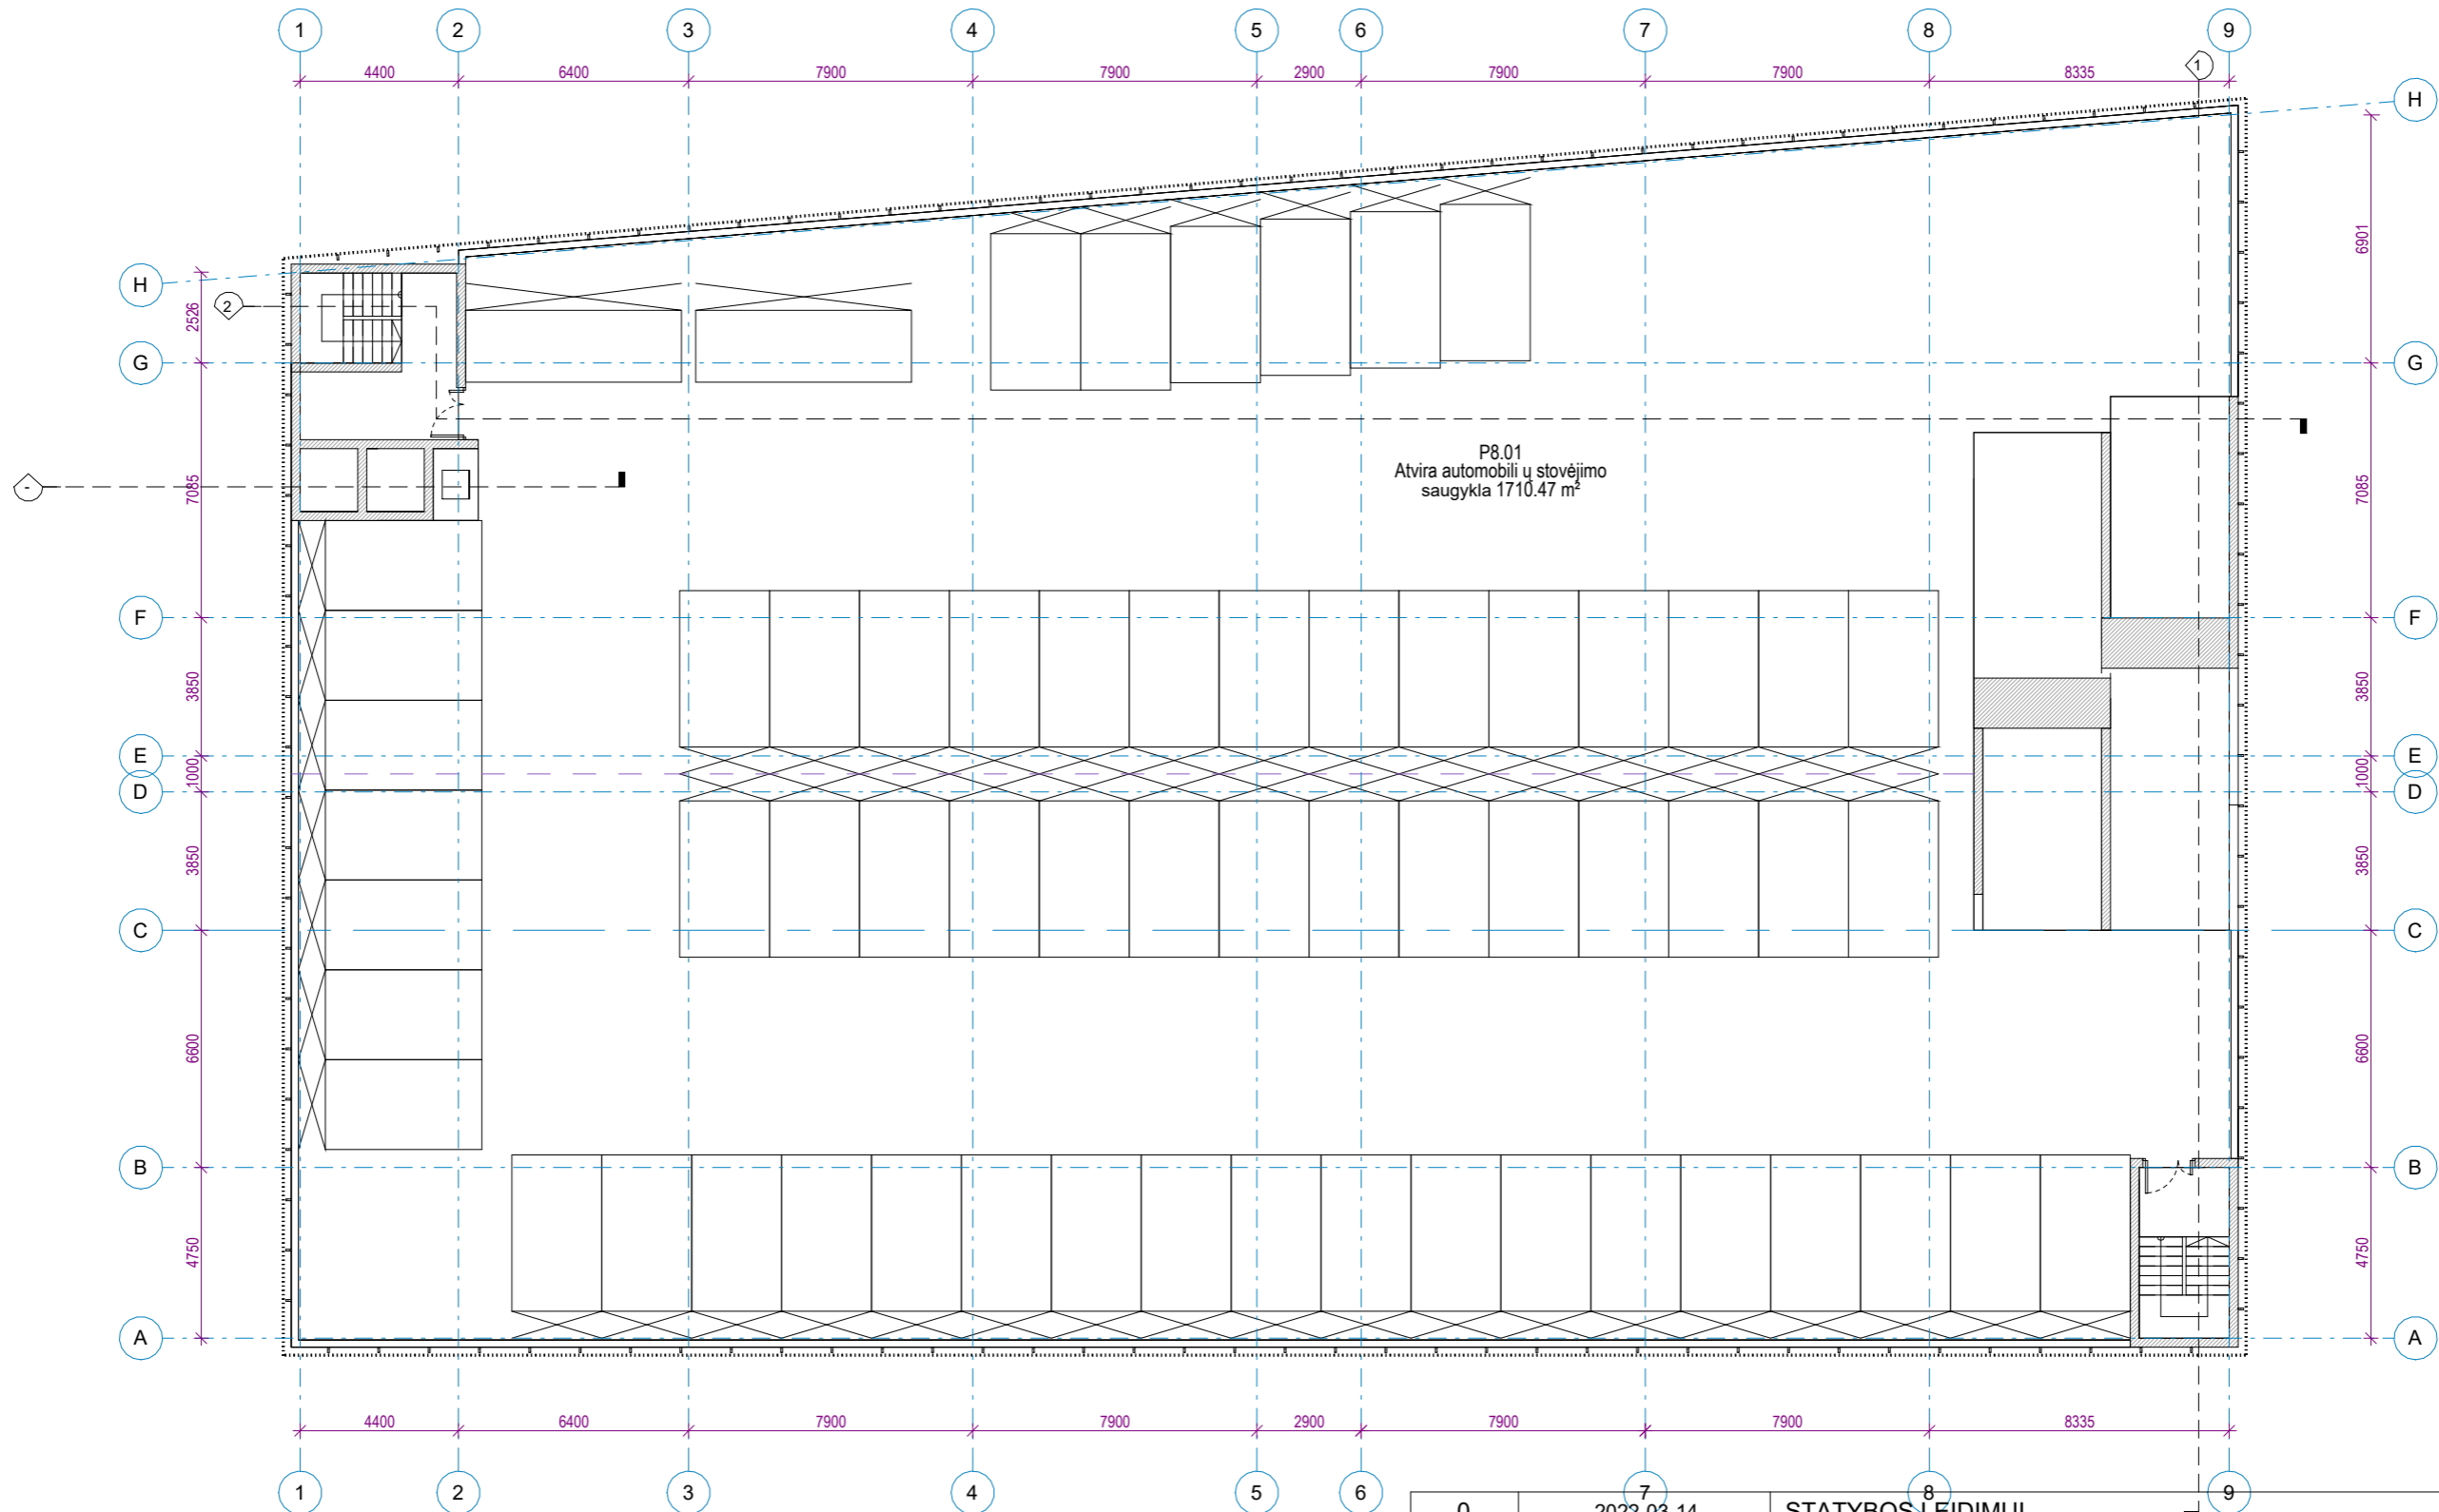 1 2 3 4 5 6 7 8 9
1
4400 6400 7900 7900 2900 7900 7900 8335
H
H
2
2526
6901
G
G
P8.01
Atvira automobili ų stovėjimo
saugykla 1710.47 m²
-
7085
7085
F
F
3850
3850
E
E
1000
1000
D
D
3850
3850
C
C
6600
6600
B
B
4750
4750
A
A
4400 6400 7900 7900 2900 7900 7900 8335
1 2 3 4 5 6 7 8 9
0 2022-03-14 STATYBOS LEIDIMUI